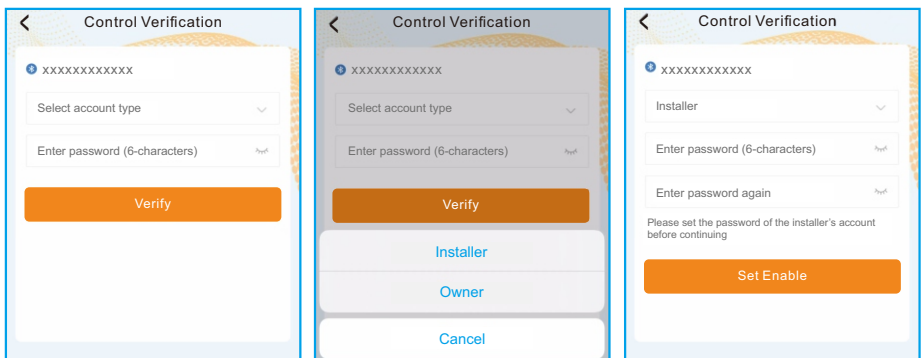 Control Verification
xxxxxxxxxxxx
Select account type
Enter password (6-characters)
Verify
Control Verification
xxxxxxxxxxxx
Select account type
Enter password (6-characters)
Verify
Installer
Owner
Cancel
Control Verification
xxxxxxxxxxxx
Installer
Enter password (6-characters)
Enter password again
Please set the password of the installer's account
before continuing
Set Enable